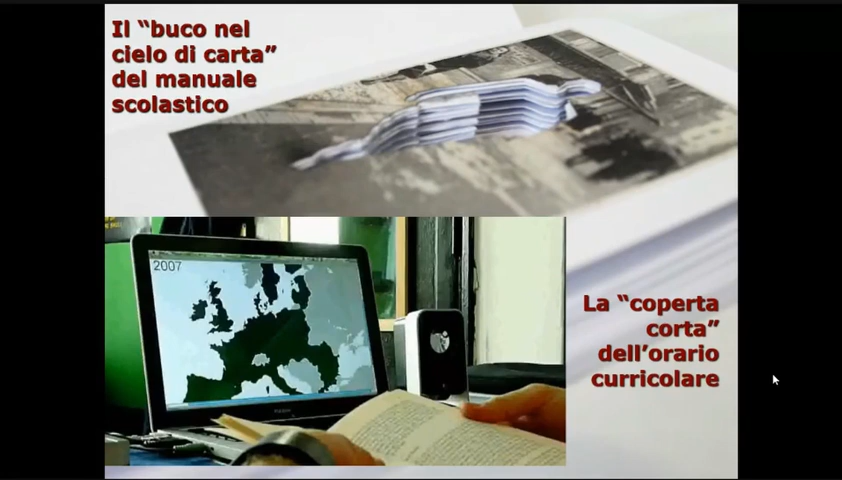 Il “buco nel
cielo di carta”
del manuale
scolastico
2007
La “coperta
corta”
dell’orario
curricolare